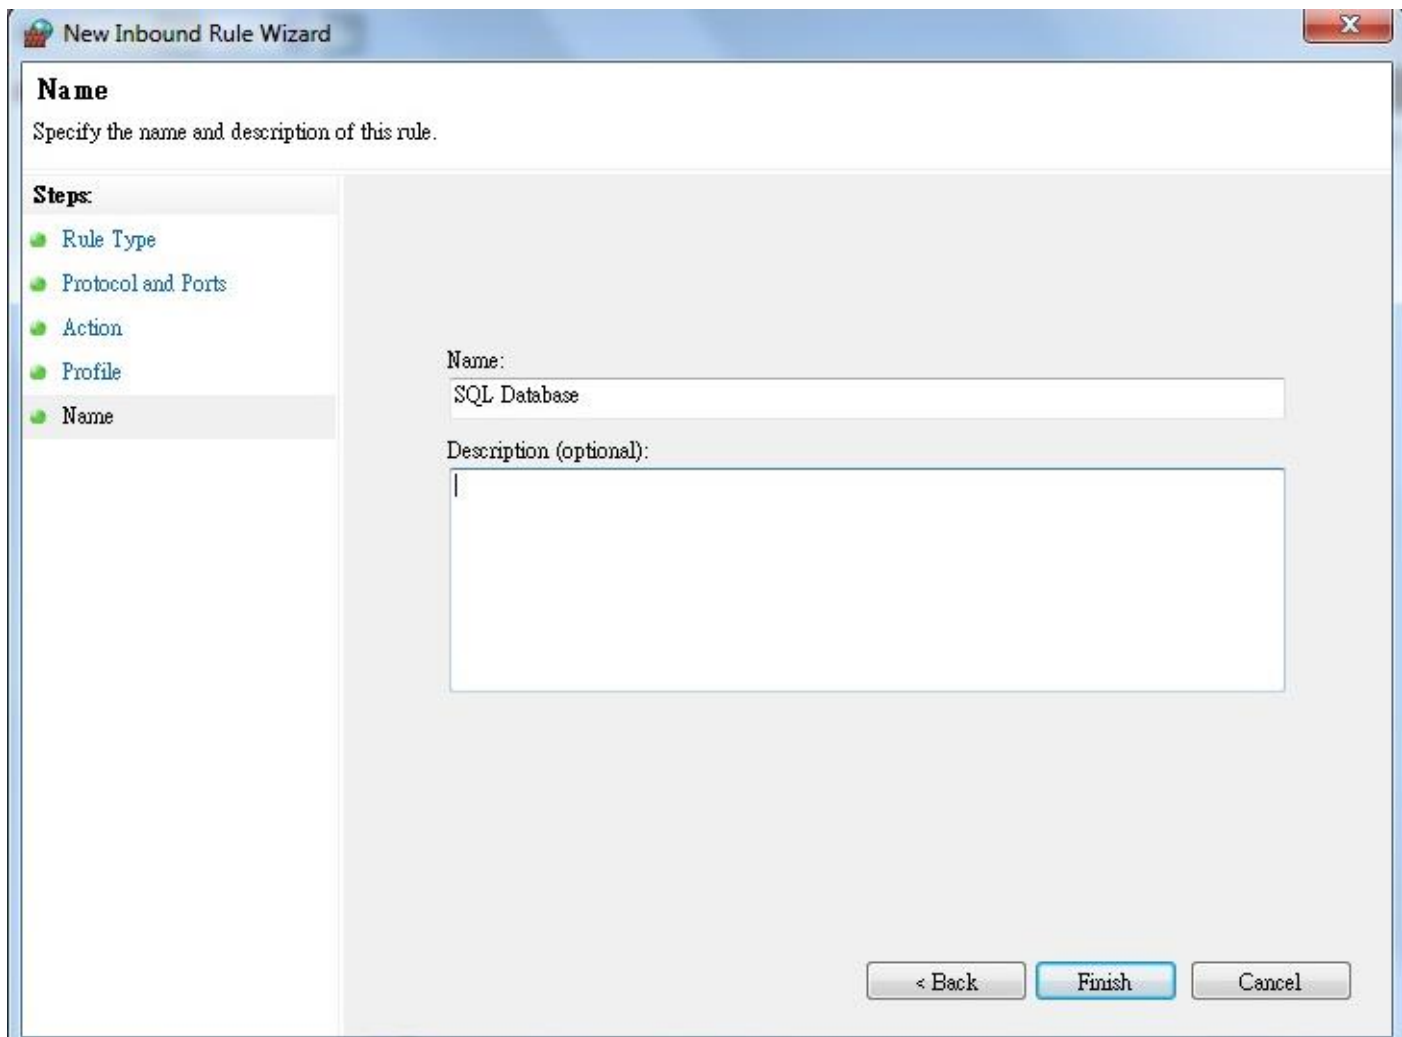 New Inbound Rule Wizard
Name
Specify the name and description of this rule.
Steps:
Rule Type
Protocol and Ports
Action
Profile
Name
Name:
SQL Database
Description (optional):
< Back
Finish
Cancel